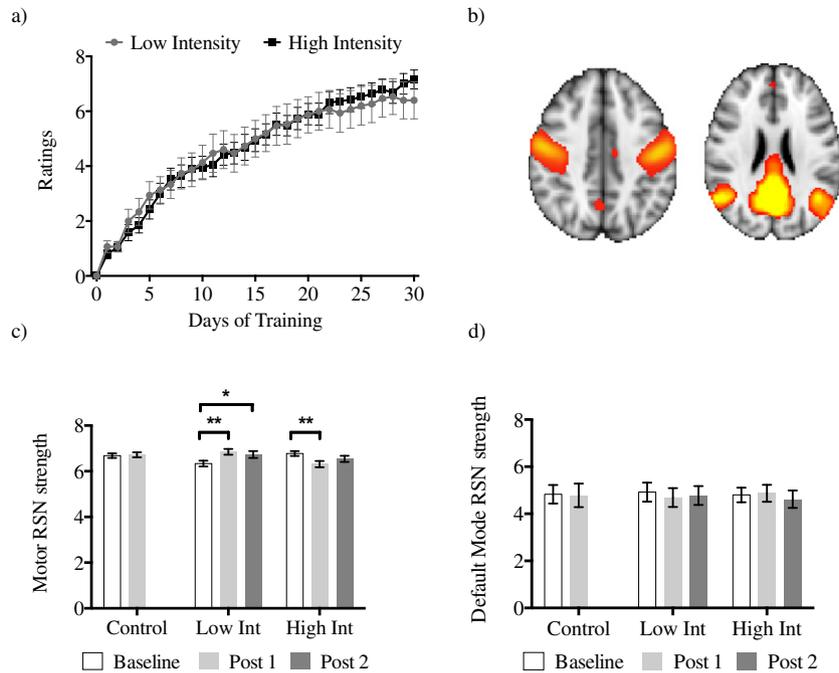 a)
Low Intensity High Intensity
8
6
4
2
0
Ratings
0 5 10 15 20 25 30
Days of Training
b)
c)
* 
** **
8
6
4
2
0
Motor RSN strength
Control Low Int High Int
Baseline Post 1 Post 2
d)
8
6
4
2
0
Default Mode RSN strength
Control Low Int High Int
Baseline Post 1 Post 2